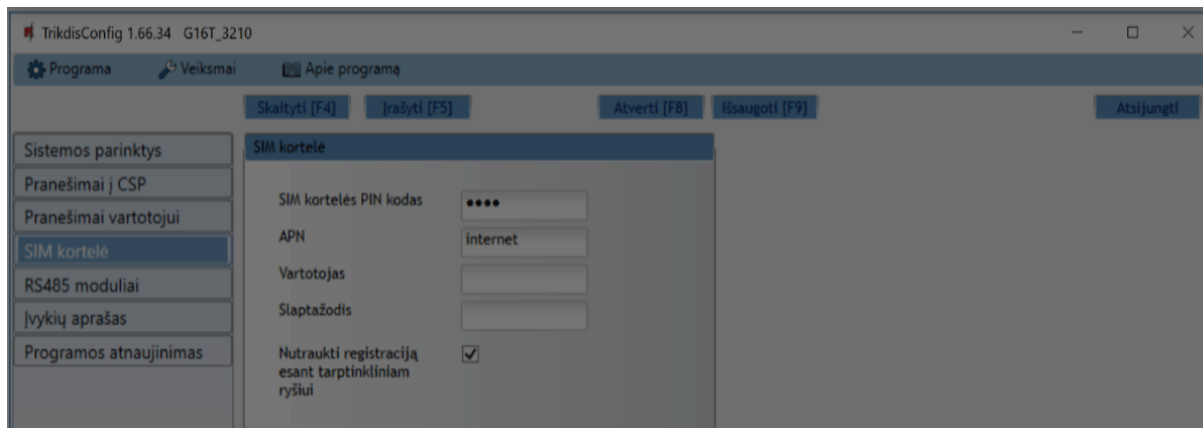 TrikdisConfig 1.66.34 G16T_3210
Programa Veiksmai Apie programą
Skaityti [F4] Įrašyti [F5] Atverti [F8] Išsaugoti [F9] Atsijungti
Sistemos parinktys
Pranešimai į CSP
Pranešimai vartotojui
SIM kortelė
RS485 moduliai
Įvykių aprašas
Programos atnaujinimas
SIM kortelė
SIM kortelės PIN kodas ••••
APN internet
Vartotojas
Slaptažodis
Nutraukti registraciją
esant tarptinkliniam
ryšiui